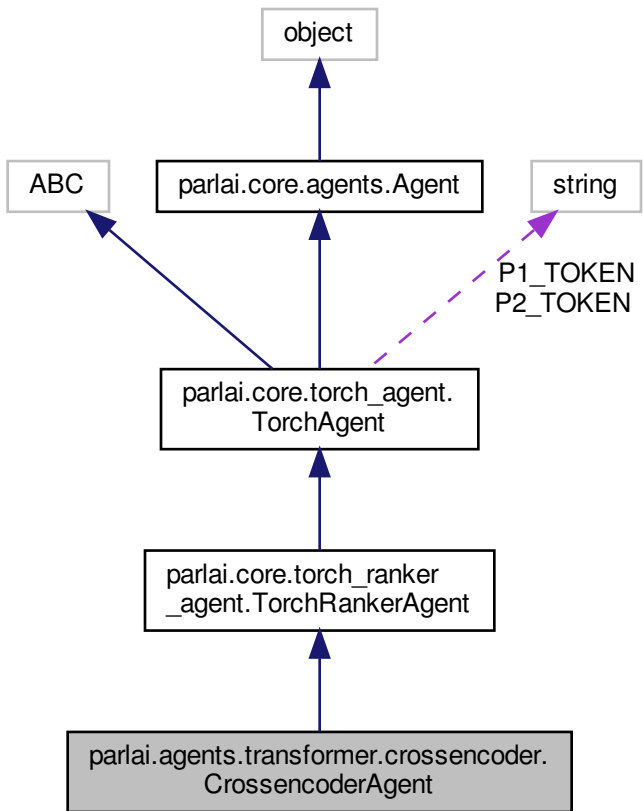 object
ABC
parlai.core.agents.Agent
string
P1_TOKEN
P2_TOKEN
parlai.core.torch_agent.
TorchAgent
parlai.core.torch_ranker
_agent.TorchRankerAgent
parlai.agents.transformer.crossencoder.
CrossencoderAgent